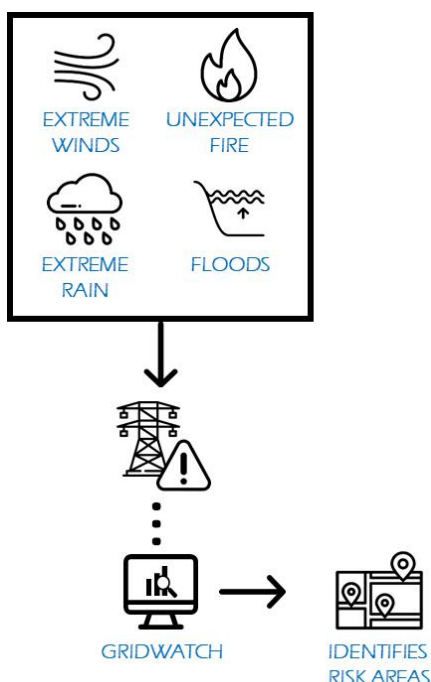 EXTREME
WINDS
UNEXPECTED
FIRE
EXTREME
RAIN
FLOODS
GRIDWATCH
IDENTIFIES
RISK AREAS